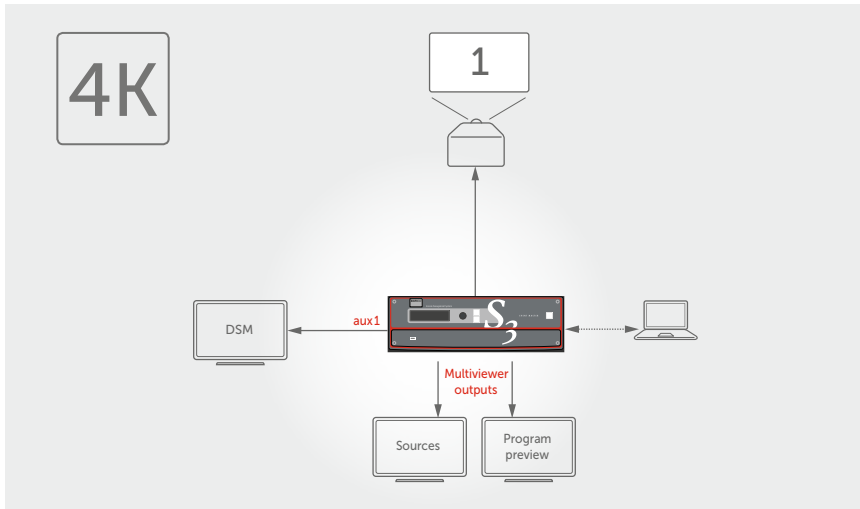 4K
1
S3
aux1
DSM
Multiviewer
outputs
Sources
Program
preview